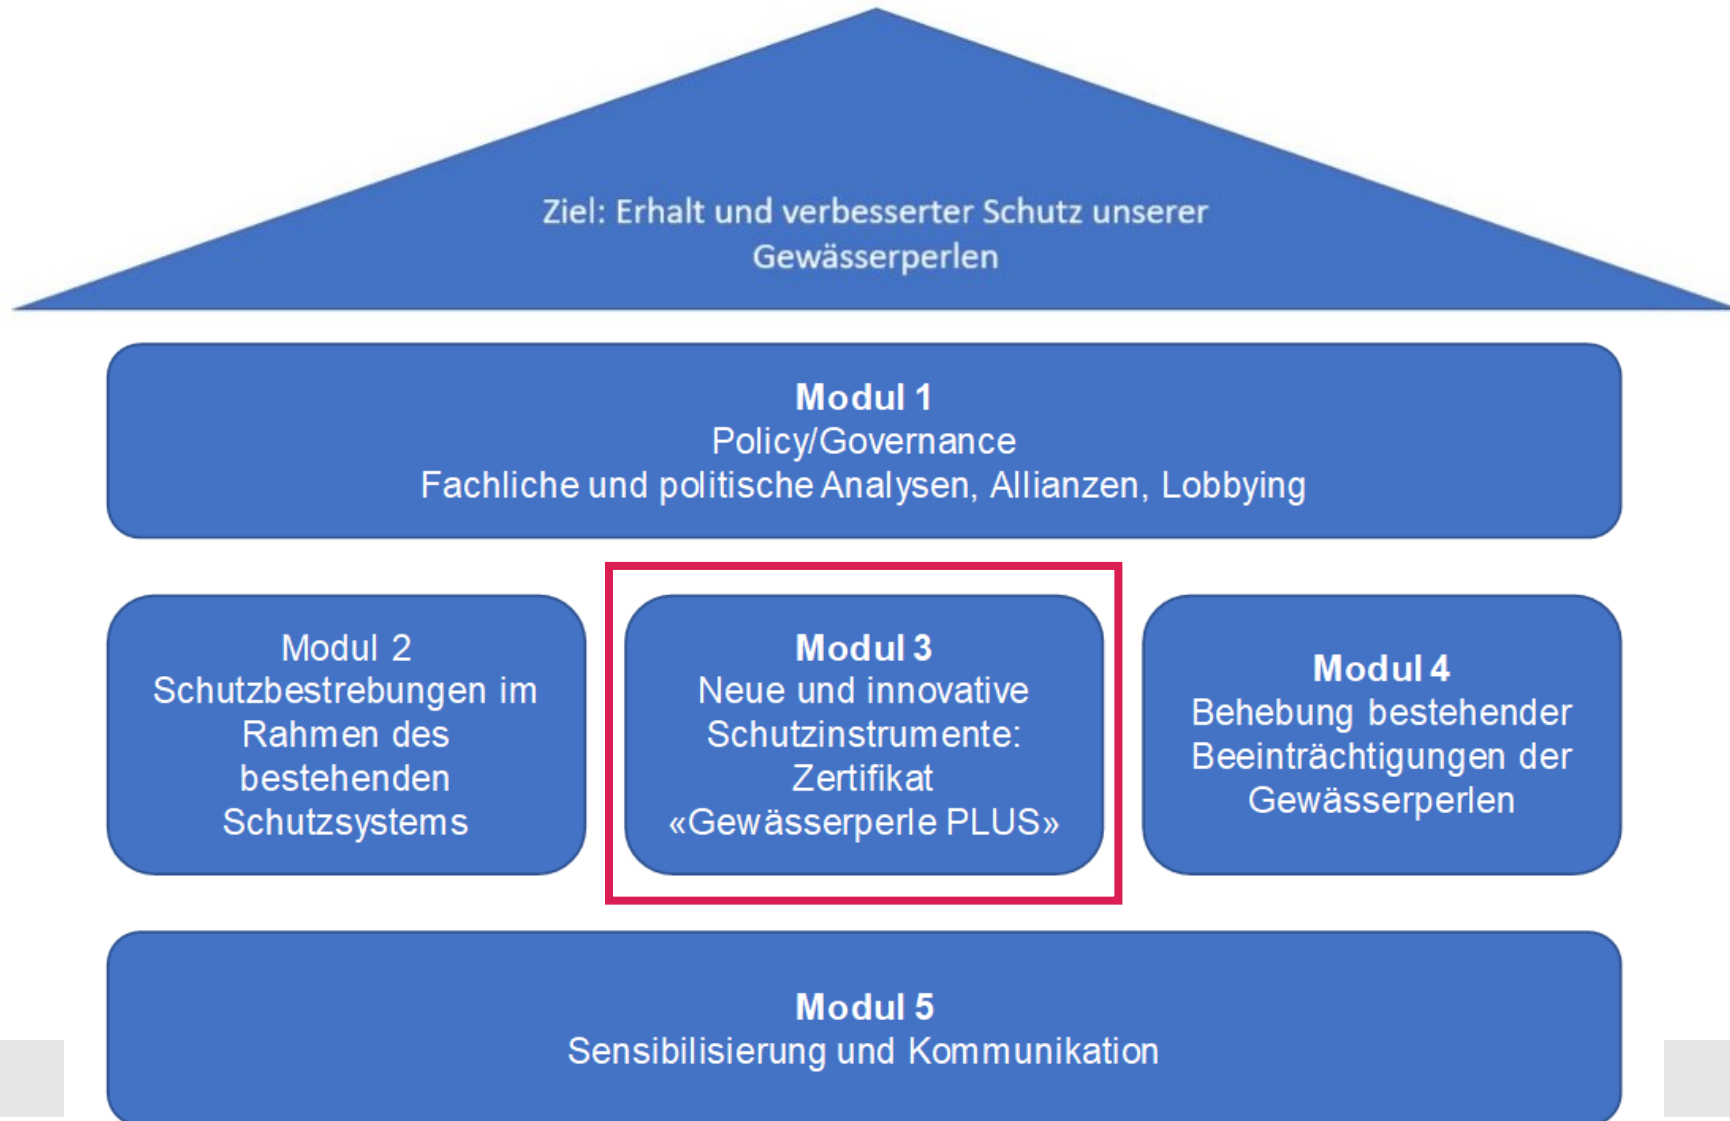 Ziel: Erhalt und verbesserter Schutz unserer
Gewässerperlen
Modul 1
Policy/Governance
Fachliche und politische Analysen, Allianzen, Lobbying
Modul 2
Schutzbestrebungen im
Rahmen des
bestehenden
Schutzsystems
Modul 3
Neue und innovative
Schutzinstrumente:
Zertifikat
«Gewässerperle PLUS»
Modul 4
Behebung bestehender
Beeinträchtigungen der
Gewässerperlen
Modul 5
Sensibilisierung und Kommunikation